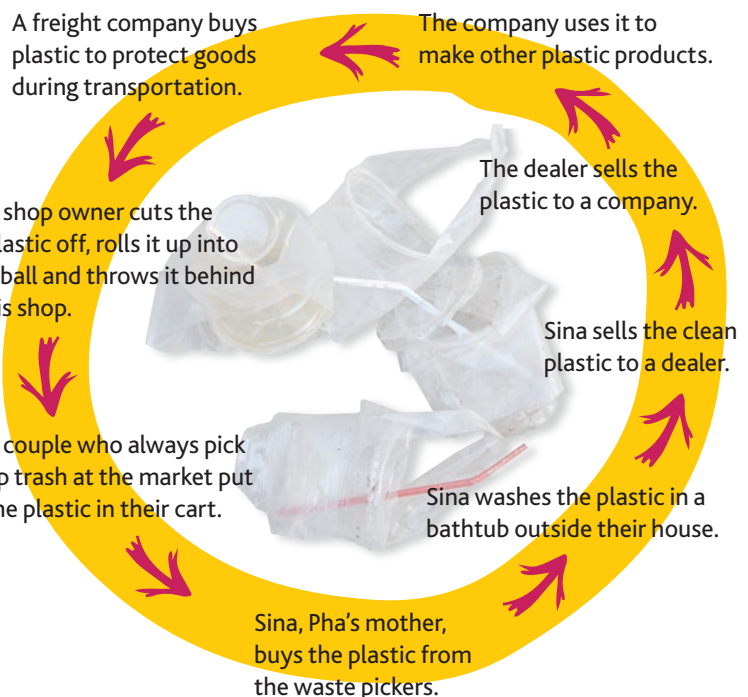 A freight company buys
plastic to protect goods
during transportation.
shop owner cuts the
lastic off, rolls it up into
ball and throws it behind
is shop.
couple who always pick
p trash at the market put
ne plastic in their cart.
Sina, Pha’s mother,
buys the plastic from
the waste pickers.
Sina washes the plastic in a
bathtub outside their house.
Sina sells the clean
plastic to a dealer.
The dealer sells the
plastic to a company.
The company uses it to
make other plastic products.